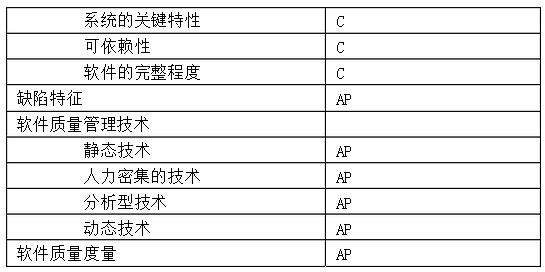 系统的关键特性 C
可依赖性 C
软件的完整程度 C
缺陷特征 AP
软件质量管理技术
静态技术 AP
人力密集的技术 AP
分析型技术 AP
动态技术 AP
软件质量度量 AP